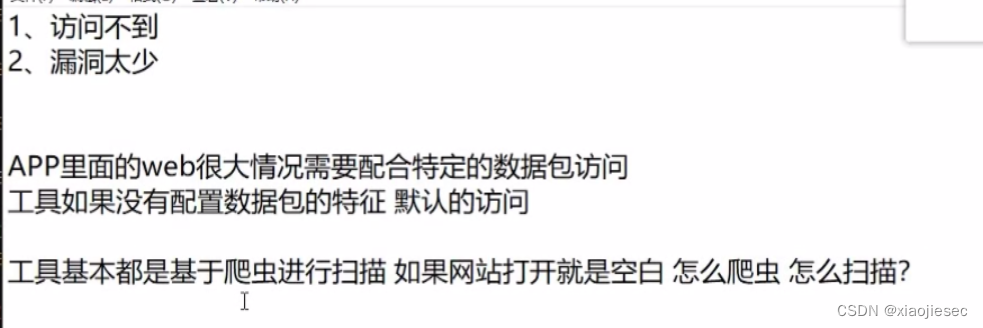 1、访问不到
2、漏洞太少
APP里面的web很大情况需要配合特定的数据包访问
工具如果没有配置数据包的特征 默认的访问
工具基本都是基于爬虫进行扫描 如果网站打开就是空白 怎么爬虫 怎么扫描？
CSDN @xiaojiesec